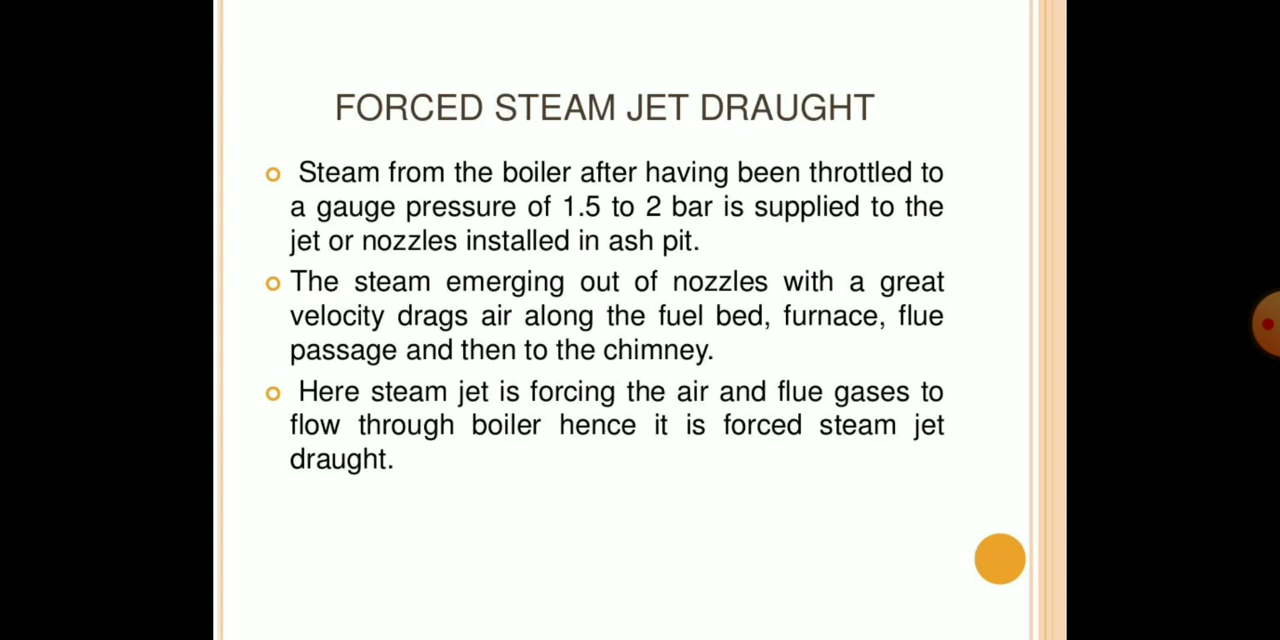 FORCED STEAM JET DRAUGHT
Steam from the boiler after having been throttled to
a gauge pressure of 1.5 to 2 bar is supplied to the
jet or nozzles installed in ash pit.
The steam emerging out of nozzles with a great
velocity drags air along the fuel bed, furnace, flue
passage and then to the chimney.
Here steam jet is forcing the air and flue gases to
flow through boiler hence it is forced steam jet
draught.